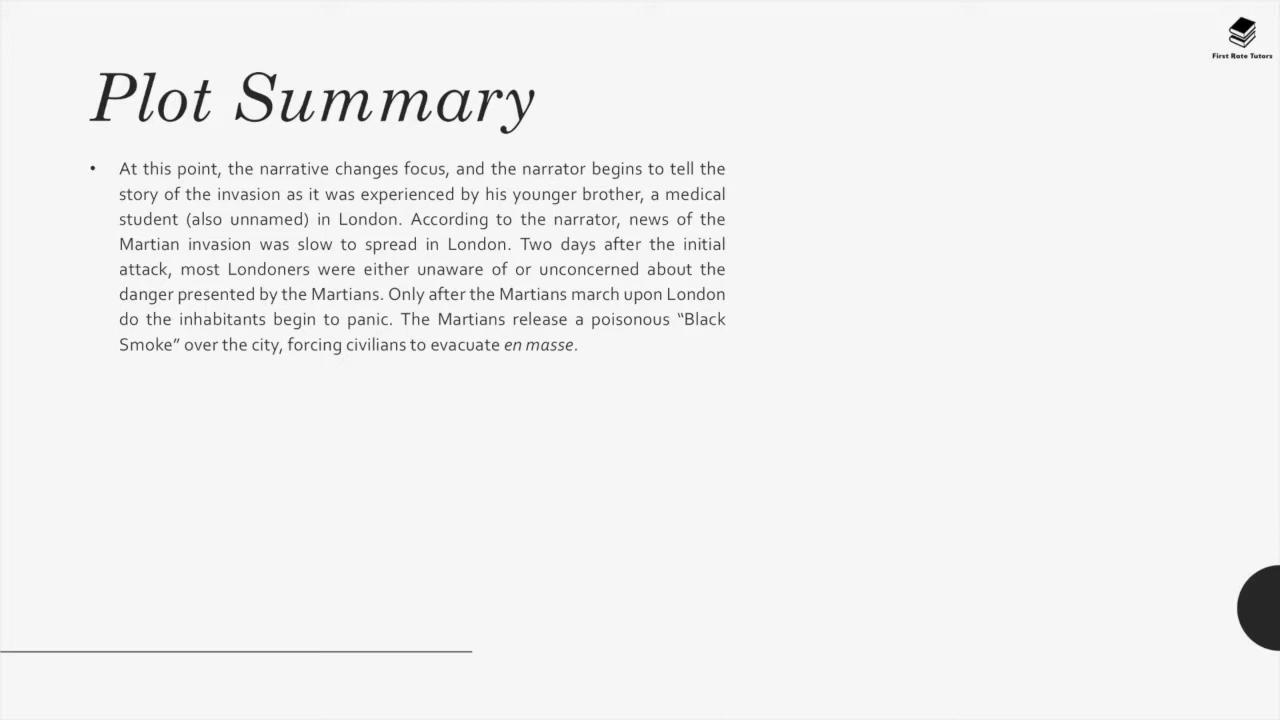 First Rate Tutors
Plot Summary
• At this point, the narrative changes focus, and the narrator begins to tell the
story of the invasion as it was experienced by his younger brother, a medical
student (also unnamed) in London. According to the narrator, news of the
Martian invasion was slow to spread in London. Two days after the initial
attack, most Londoners were either unaware of or unconcerned about the
danger presented by the Martians. Only after the Martians march upon London
do the inhabitants begin to panic. The Martians release a poisonous “Black
Smoke” over the city, forcing civilians to evacuate en masse.